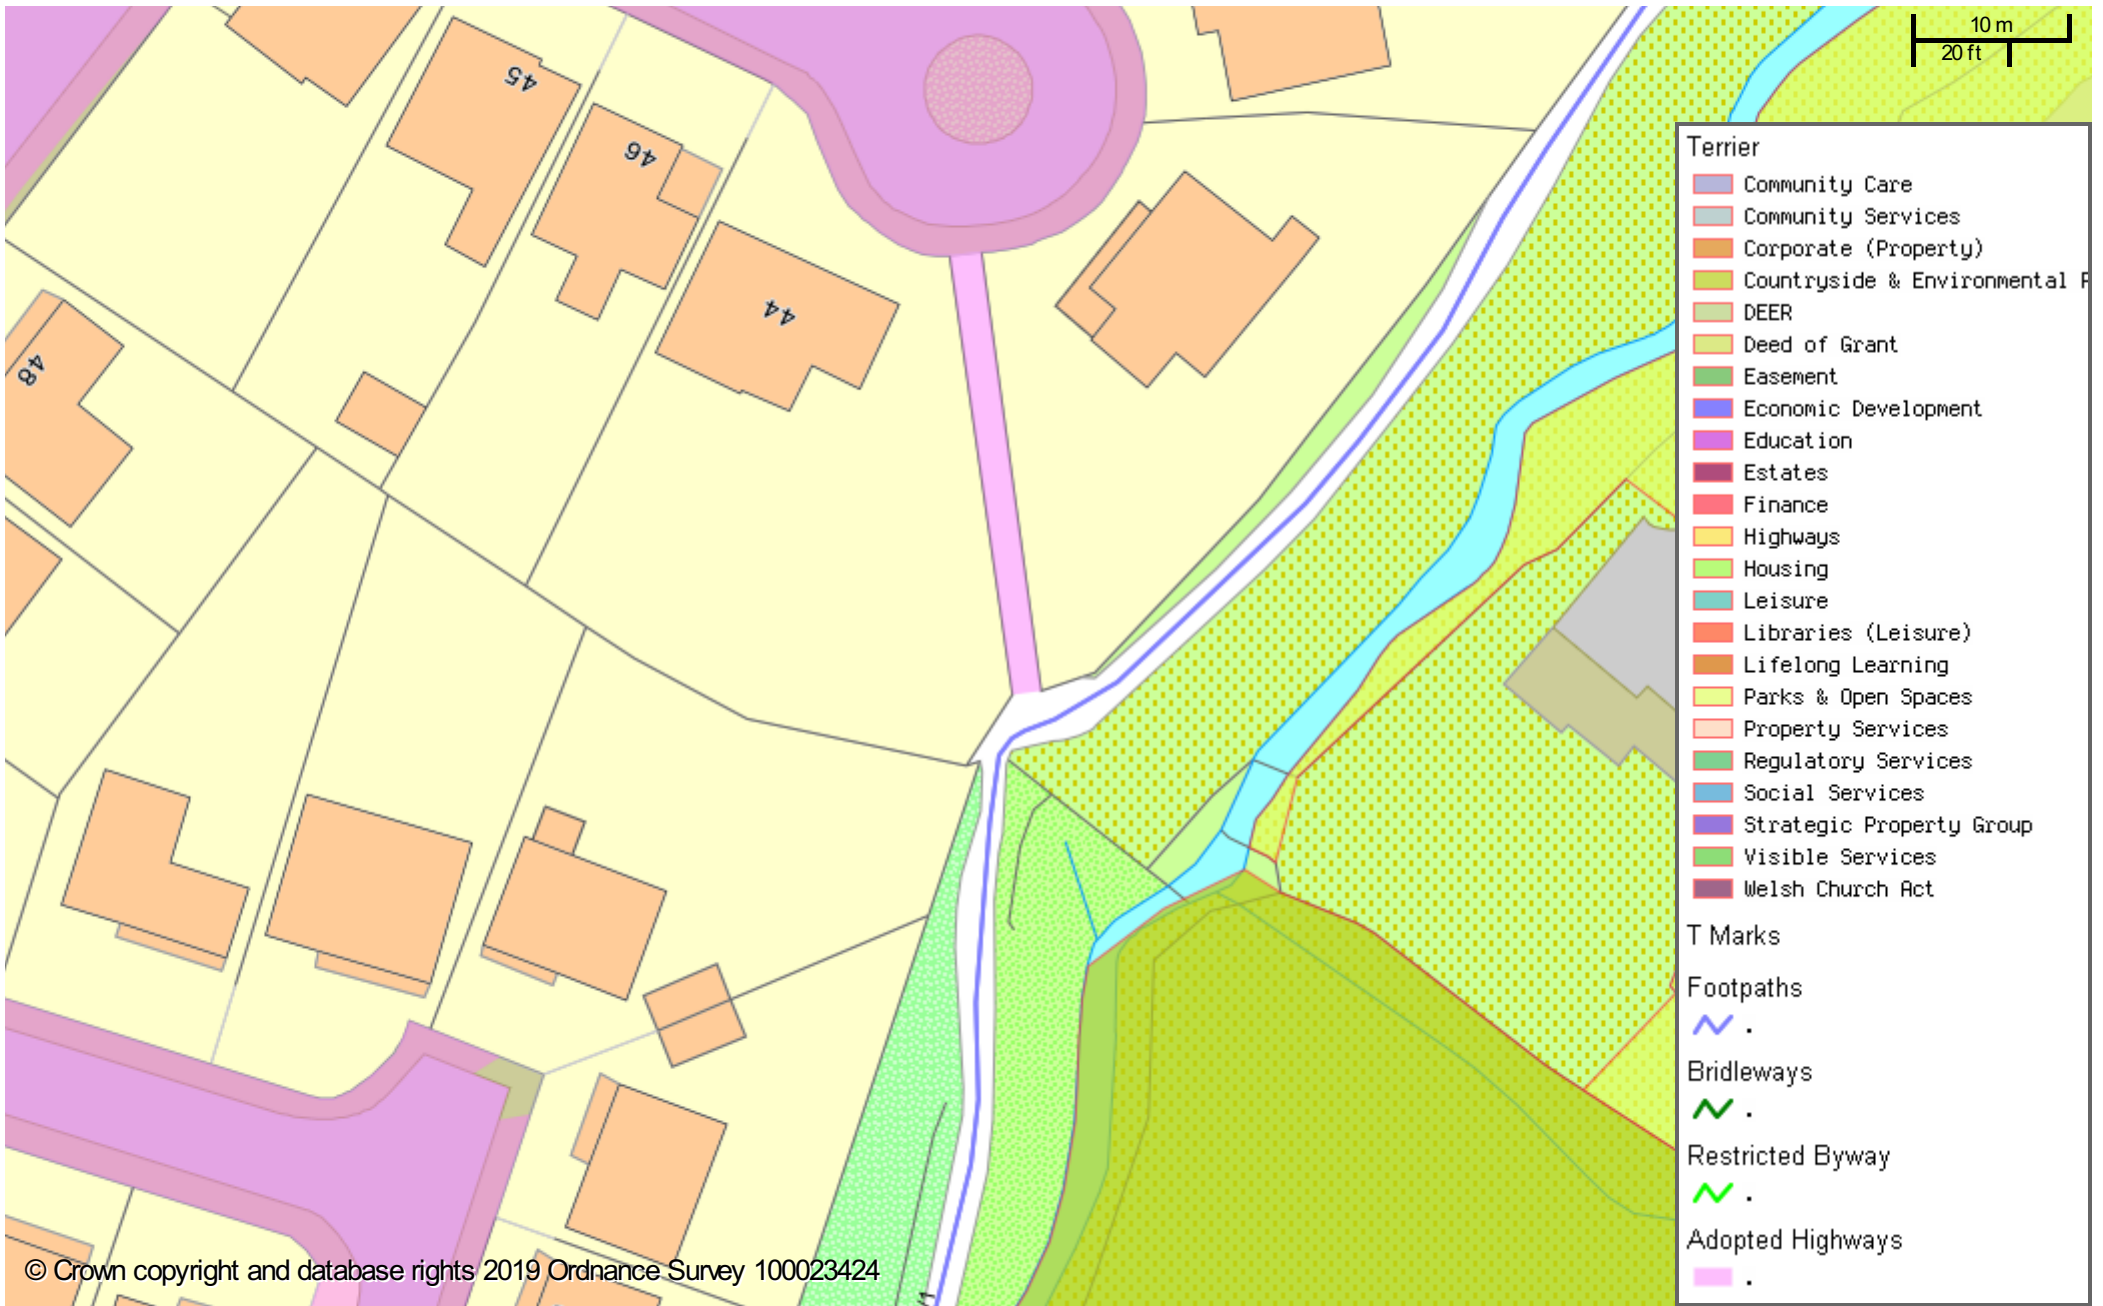 10 m
20 ft
45
46
44
48
Terrier
Community Care
Community Services
Corporate (Property)
Countryside & Environmental
DEER
Deed of Grant
Easement
Economic Development
Education
Estates
Finance
Highways
Housing
Leisure
Libraries (Leisure)
Lifelong Learning
Parks & Open Spaces
Property Services
Regulatory Services
Social Services
Strategic Property Group
Visible Services
Welsh Church Act
T Marks
Footpaths
.
Bridleways
.
Restricted Byway
.
Adopted Highways
.
© Crown copyright and database rights 2019 Ordnance Survey 100023424